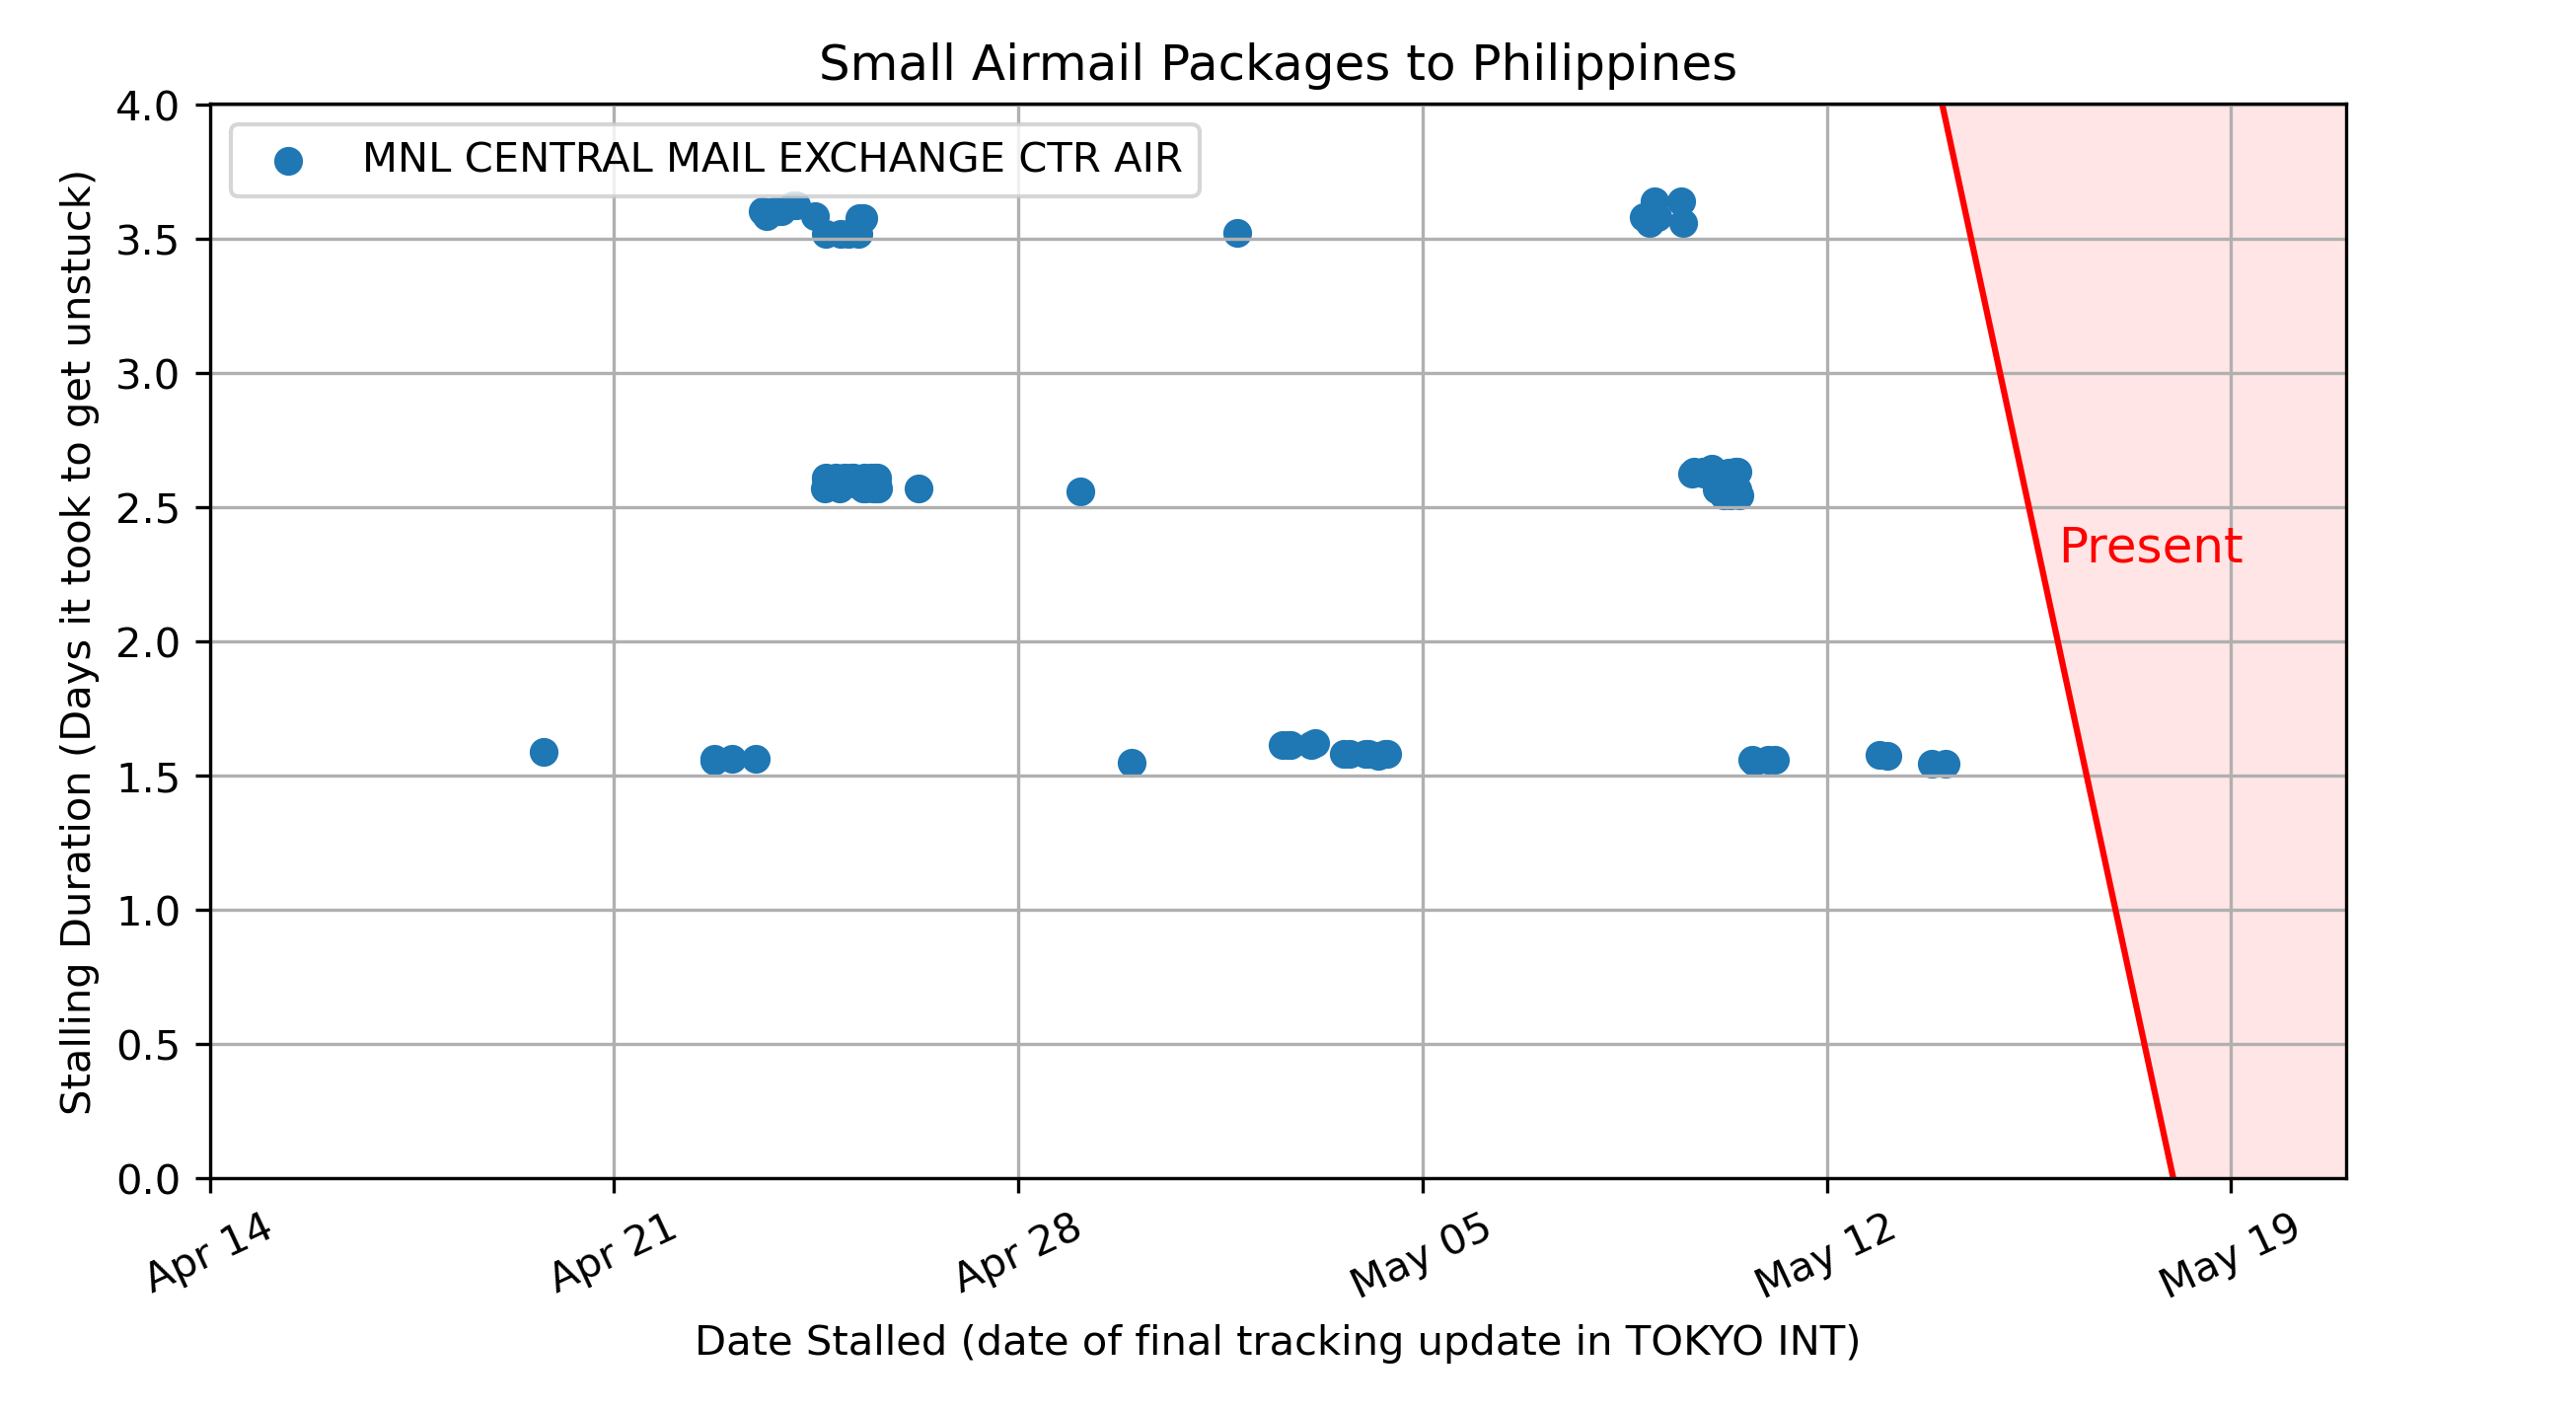 Small Airmail Packages to Philippines
MNL CENTRAL MAIL EXCHANGE CTR AIR
Stalling Duration (Days it took to get unstuck)
4.0
3.5
3.0
2.5
2.0
1.5
1.0
0.5
0.0
Present
Apr 14
Apr 21
Apr 28
May 05
May 12
May 19
Date Stalled (date of final tracking update in TOKYO INT)